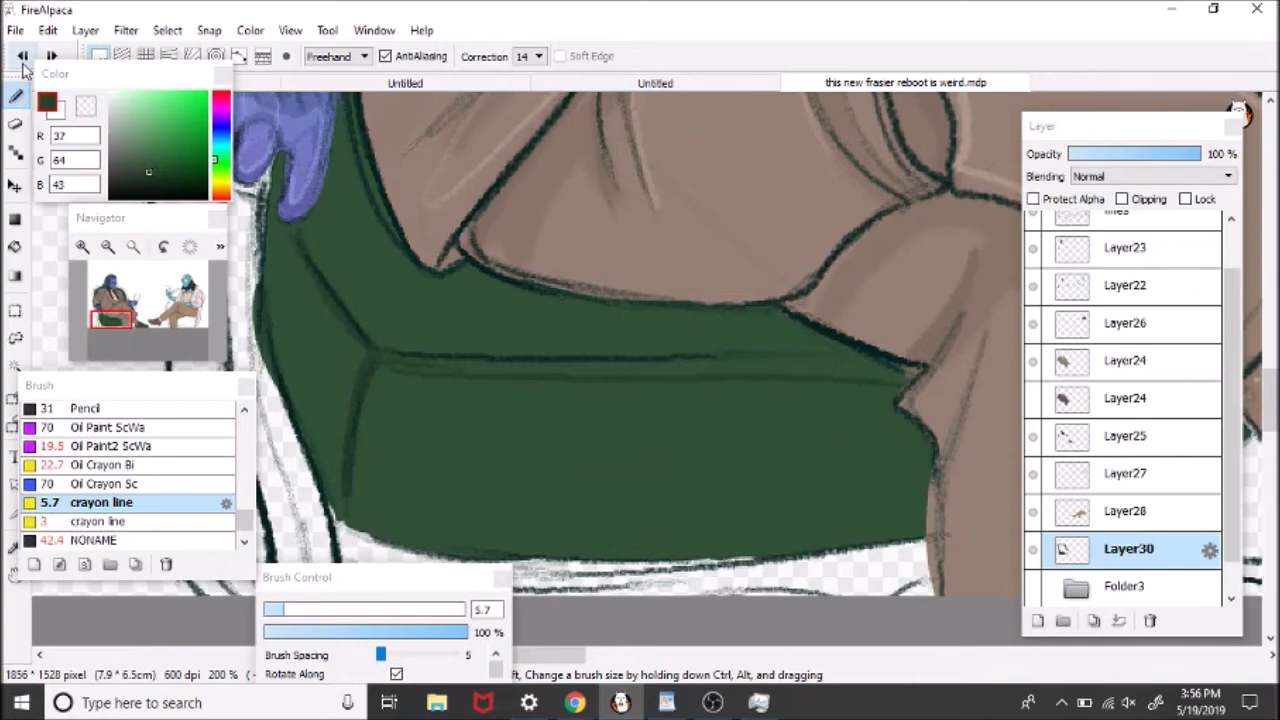 FireAlpaca
File Edit Layer Filter Select Snap Color View Tool Window Help
Freehand AntiAliasing Correction 14 Soft Edge
Color
Untitled Untitled this new frasier reboot is weird.mdp
R 37
G 64
B 43
Navigator
Brush
31 Pencil
70 Oil Paint ScWa
19.5 Oil Paint2 ScWa
22.7 Oil Crayon Bi
70 Oil Crayon Sc
5.7 crayon line
3 crayon line
42.4 NONAME
Brush Control
5.7
100 %
Brush Spacing 5
Rotate Along
Layer
Opacity 100 %
Blending Normal
Protect Alpha Clipping Lock
lines
Layer23
Layer22
Layer26
Layer24
Layer24
Layer25
Layer27
Layer28
Layer30
Folder3
1856 * 1528 pixel (7.9 * 6.5cm) 600 dpi 200 % ft, Change a brush size by holding down Ctrl, Alt, and dragging
Type here to search
3:56 PM
5/19/2019